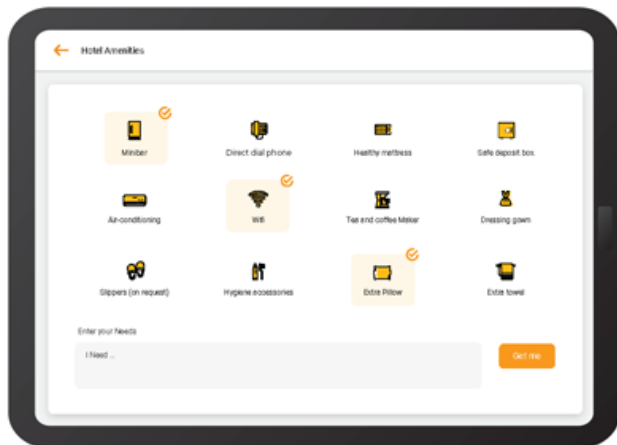 Hotel Amenities
Minibar
Direct dial phone
Healthy mattress
Safe deposit box
Air-conditioning
Wifi
Tea and coffee Maker
Dressing gown
Slippers (on request)
Hygiene accessories
Extra Pillow
Extra towel
Enter your Needs
I Need ...
Get me